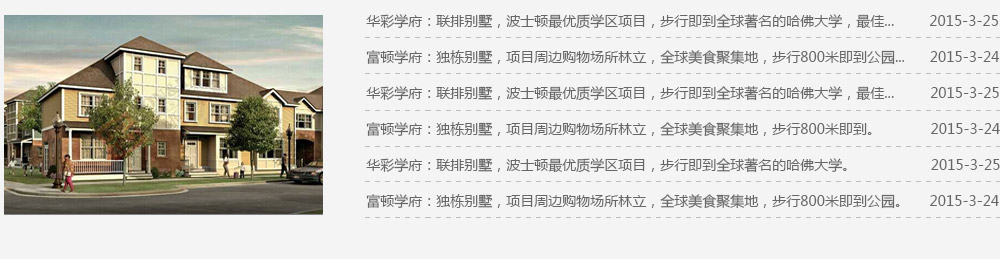 华彩学府：联排别墅，波士顿最优质学区项目，步行即到全球著名的哈佛大学，最佳... 2015-3-25
富顿学府：独栋别墅，项目周边购物场所林立，全球美食聚集地，步行800米即到公园... 2015-3-24
华彩学府：联排别墅，波士顿最优质学区项目，步行即到全球著名的哈佛大学，最佳... 2015-3-25
富顿学府：独栋别墅，项目周边购物场所林立，全球美食聚集地，步行800米即到。 2015-3-24
华彩学府：联排别墅，波士顿最优质学区项目，步行即到全球著名的哈佛大学。 2015-3-25
富顿学府：独栋别墅，项目周边购物场所林立，全球美食聚集地，步行800米即到公园。 2015-3-24